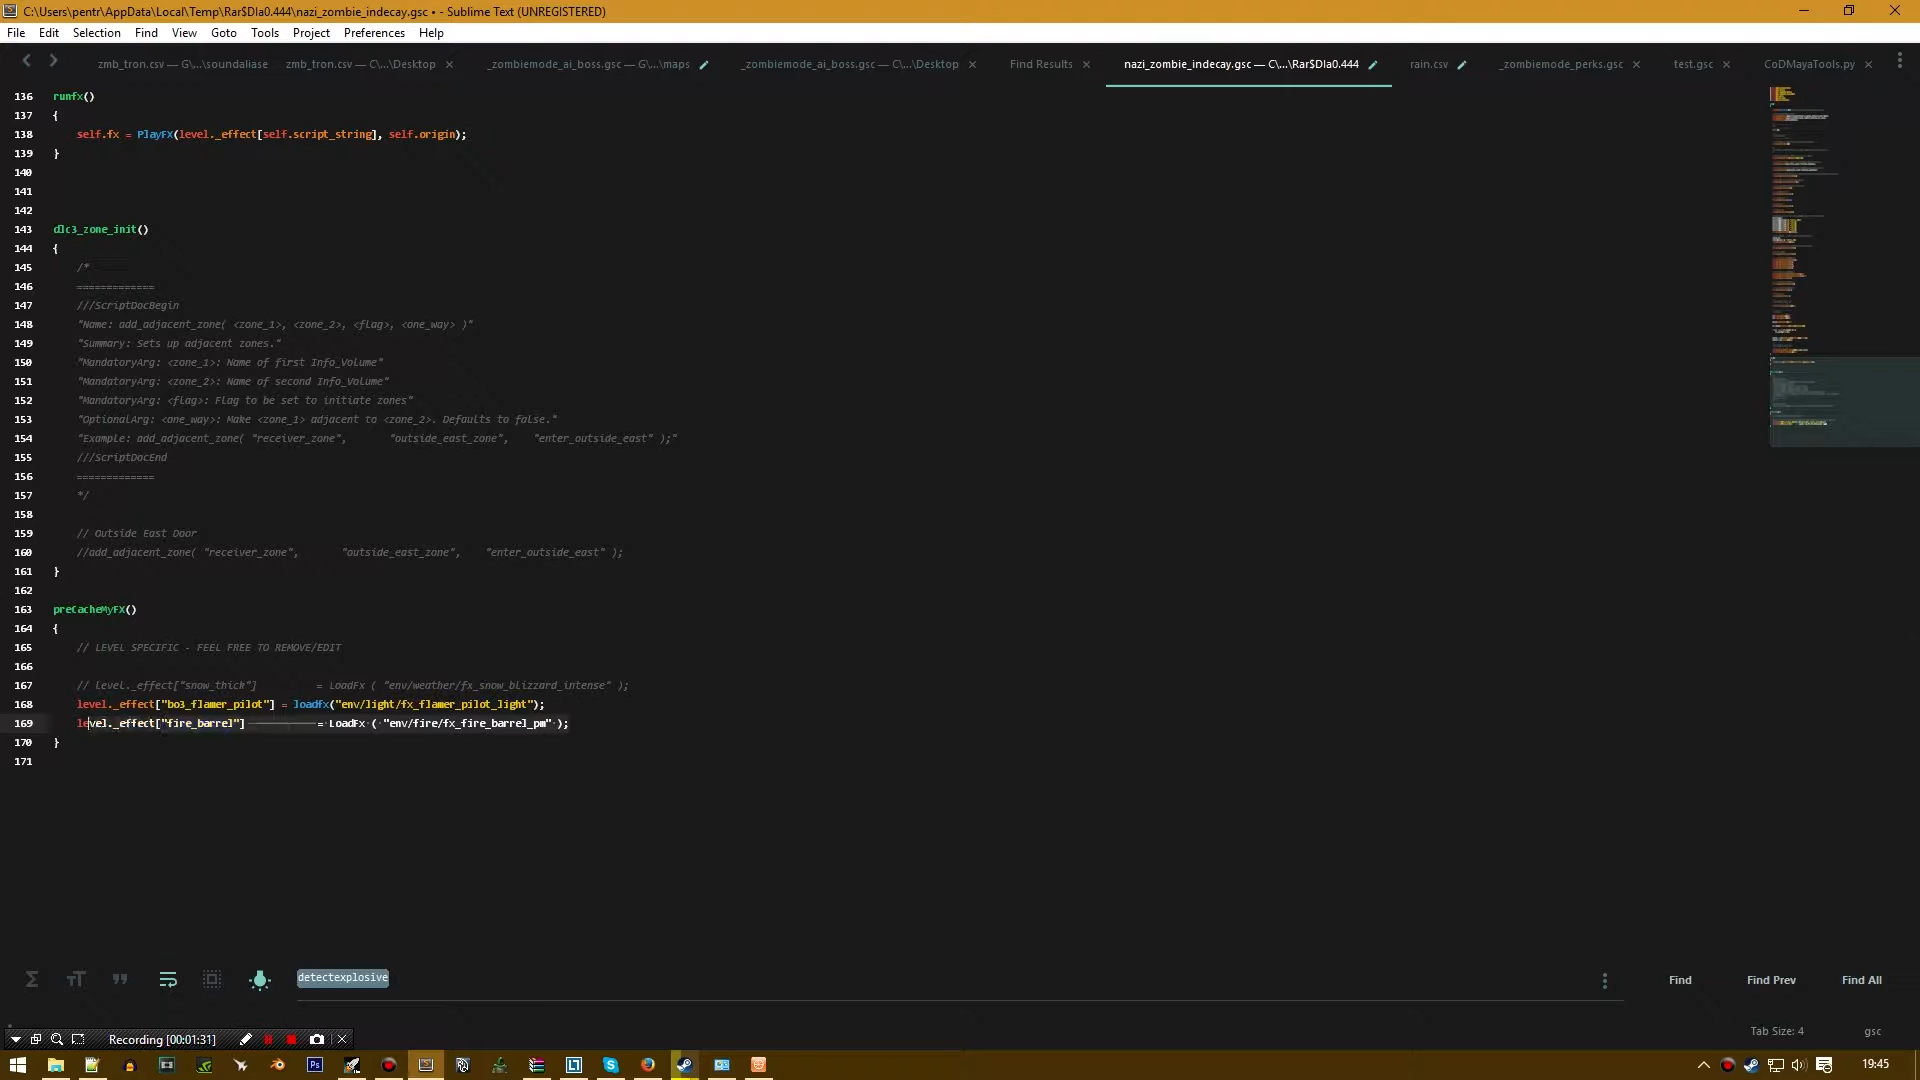 C:\Users\pentr\AppData\Local\Temp\Rar$DIa0.444\nazi_zombie_indecay.gsc • - Sublime Text (UNREGISTERED)
File Edit Selection Find View Goto Tools Project Preferences Help
zmb_tron.csv — G\...\soundaliase zmb_tron.csv — C\...\Desktop _zombiemode_ai_boss.gsc — G\...\maps _zombiemode_ai_boss.gsc — C\...\Desktop Find Results nazi_zombie_indecay.gsc — C\...\Rar$DIa0.444 rain.csv _zombiemode_perks.gsc test.gsc CoDMayaTools.py
136 runfx()
137 {
138 self.fx = PlayFX(level._effect[self.script_string], self.origin);
139 }
140
141
142
143 dlc3_zone_init()
144 {
145 /*
146 =============
147 ///ScriptDocBegin
148 "Name: add_adjacent_zone( <zone_1>, <zone_2>, <flag>, <one_way> )"
149 "Summary: Sets up adjacent zones."
150 "MandatoryArg: <zone_1>: Name of first Info_Volume"
151 "MandatoryArg: <zone_2>: Name of second Info_Volume"
152 "MandatoryArg: <flag>: Flag to be set to initiate zones"
153 "OptionalArg: <one_way>: Make <zone_1> adjacent to <zone_2>. Defaults to false."
154 "Example: add_adjacent_zone( "receiver_zone", "outside_east_zone", "enter_outside_east" );"
155 ///ScriptDocEnd
156 =============
157 */
158
159 // Outside East Door
160 //add_adjacent_zone( "receiver_zone", "outside_east_zone", "enter_outside_east" );
161 }
162
163 preCacheMyFX()
164 {
165 // LEVEL SPECIFIC - FEEL FREE TO REMOVE/EDIT
166
167 // level._effect["snow_thick"] = LoadFx ( "env/weather/fx_snow_blizzard_intense" );
168 level._effect["bo3_flamer_pilot"] = loadfx("env/light/fx_flamer_pilot_light");
169 level._effect["fire_barrel"] = LoadFx ( "env/fire/fx_fire_barrel_pm" );
170 }
171
detectexplosive Find Find Prev Find All
Tab Size: 4 gsc
Recording [00:01:31]
19:45